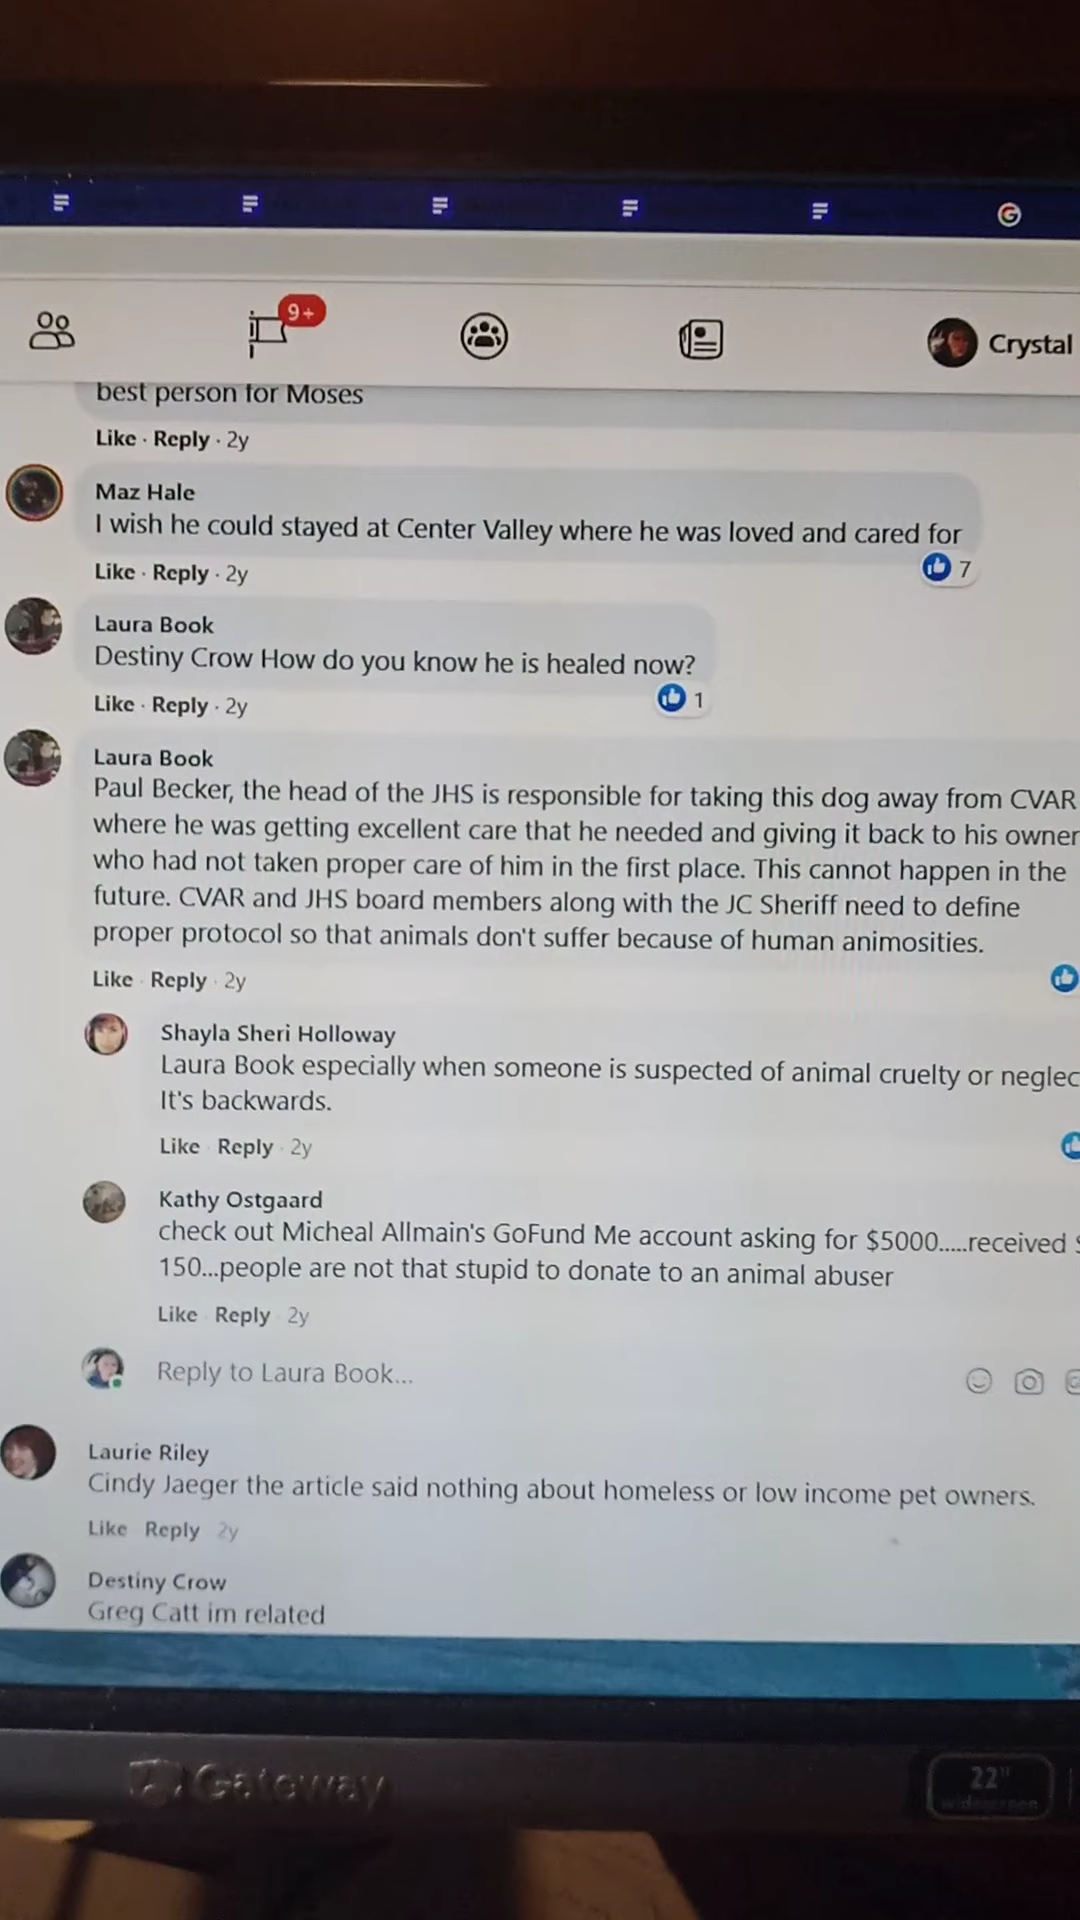 9+
Crystal
best person for Moses
Like · Reply · 2y
Maz Hale
I wish he could stayed at Center Valley where he was loved and cared for
7
Like · Reply · 2y
Laura Book
Destiny Crow How do you know he is healed now?
1
Like · Reply · 2y
Laura Book
Paul Becker, the head of the JHS is responsible for taking this dog away from CVAR
where he was getting excellent care that he needed and giving it back to his owner
who had not taken proper care of him in the first place. This cannot happen in the
future. CVAR and JHS board members along with the JC Sheriff need to define
proper protocol so that animals don't suffer because of human animosities.
Like · Reply · 2y
Shayla Sheri Holloway
Laura Book especially when someone is suspected of animal cruelty or neglec
It's backwards.
Like · Reply · 2y
Kathy Ostgaard
check out Micheal Allmain's GoFund Me account asking for $5000.....received $
150...people are not that stupid to donate to an animal abuser
Like Reply 2y
Reply to Laura Book...
Laurie Riley
Cindy Jaeger the article said nothing about homeless or low income pet owners.
Like Reply 2y
Destiny Crow
Greg Catt im related
Gateway
22"
widescreen